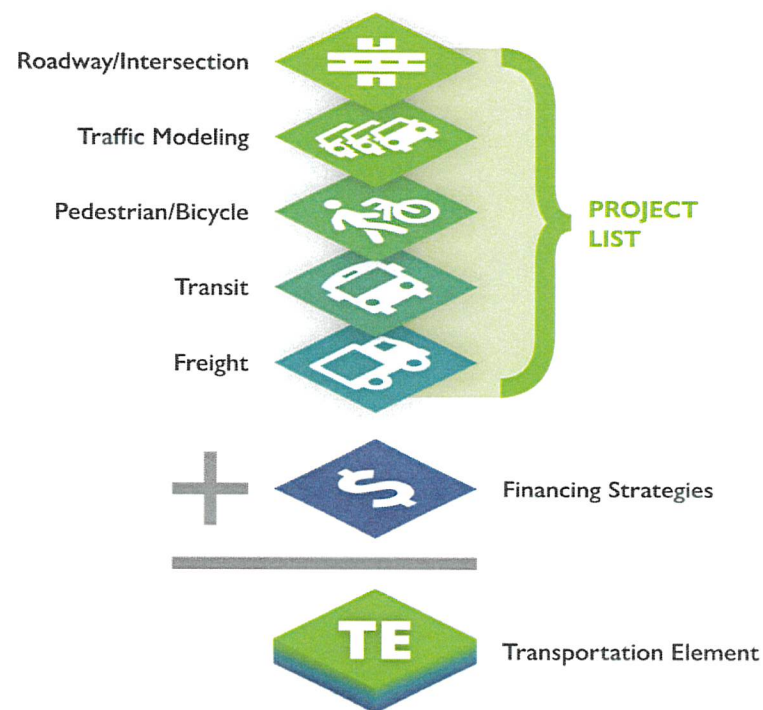 Roadway/Intersection
Traffic Modeling
Pedestrian/Bicycle
PROJECT
LIST
Transit
Freight
$
Financing Strategies
TE
Transportation Element